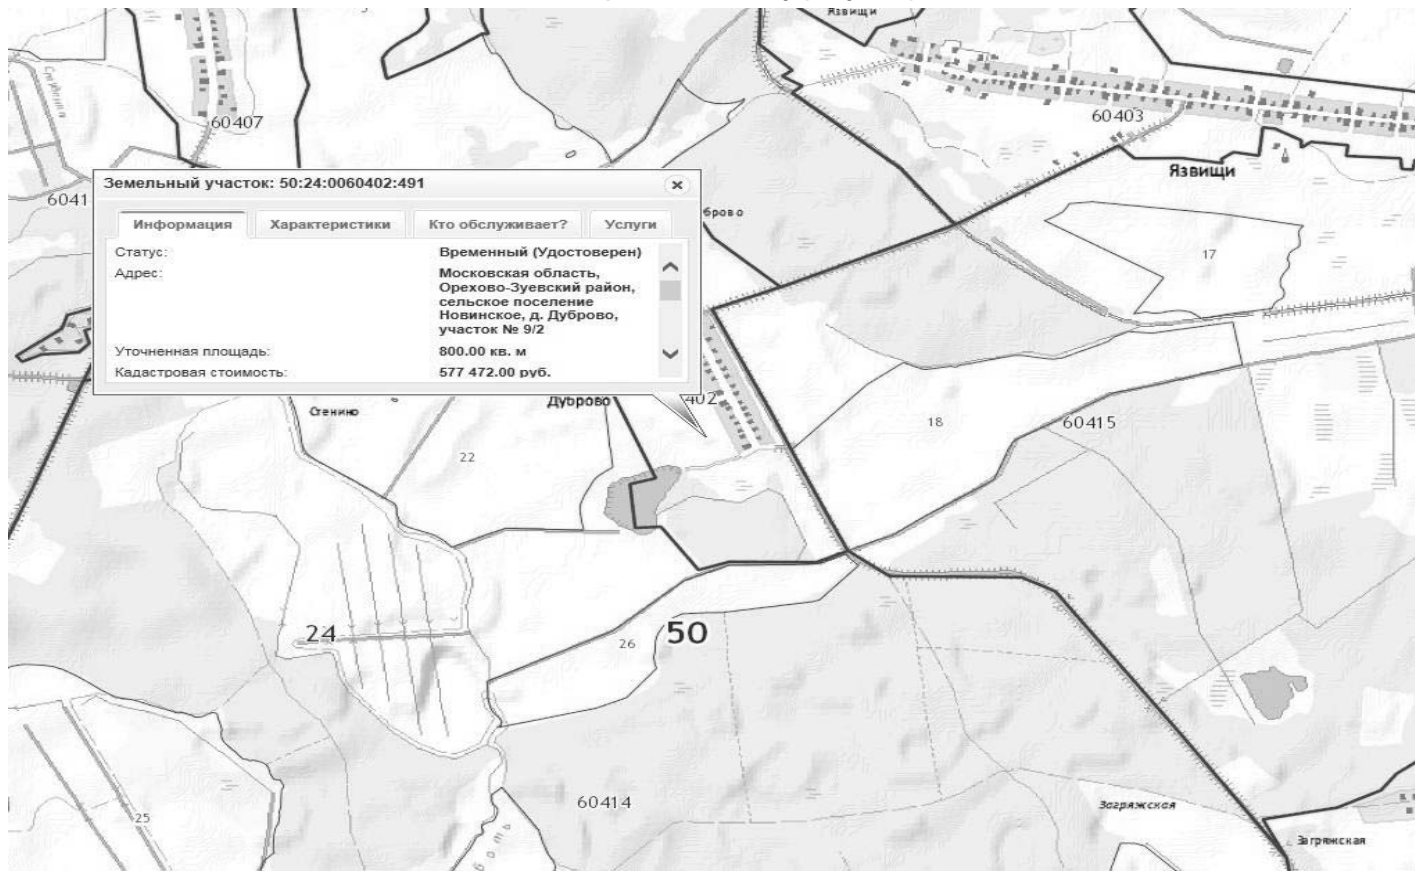 Язвищи
60407
60403
Язвищи
6041
Земельный участок: 50:24:0060402:491
Информация
Характеристики
Кто обслуживает?
Услуги
Статус:
Временный (Удостоверен)
Адрес:
Московская область,
Орехово-Зуевский район,
сельское поселение
Новинское, д. Дуброво,
участок № 9/2
Уточненная площадь:
800.00 кв. м
Кадастровая стоимость:
577 472.00 руб.
брово
17
Стенино
Дуброво
402
18
60415
22
24
26
50
60414
25
Загряжская
Загряжская